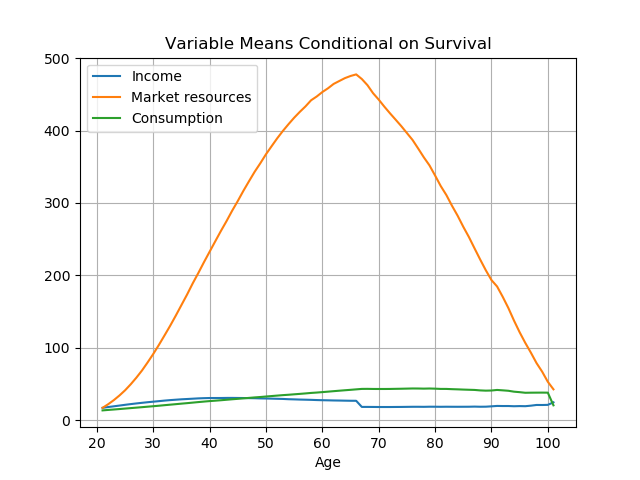 Variable Means Conditional on Survival
500
400
300
200
100
0
Income
Market resources
Consumption
20 30 40 50 60 70 80 90 100
Age